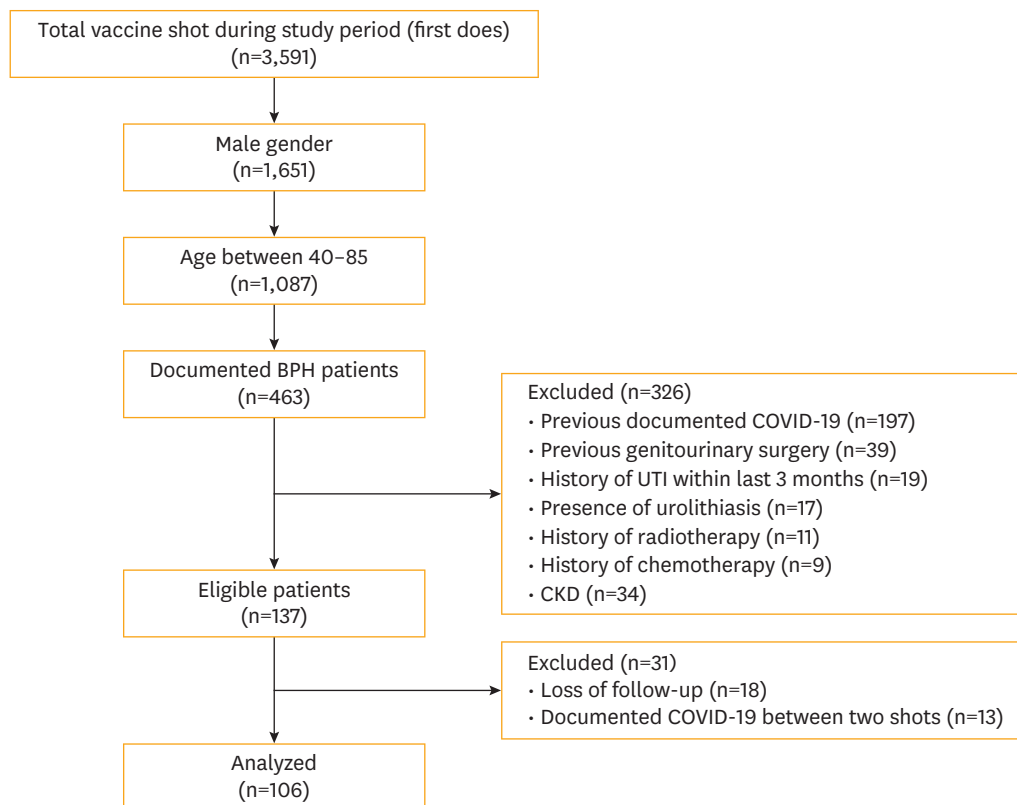 Total vaccine shot during study period (first does)
(n=3,591)
Male gender
(n=1,651)
Age between 40–85
(n=1,087)
Documented BPH patients
(n=463)
Excluded (n=326)
· Previous documented COVID-19 (n=197)
· Previous genitourinary surgery (n=39)
· History of UTI within last 3 months (n=19)
· Presence of urolithiasis (n=17)
· History of radiotherapy (n=11)
· History of chemotherapy (n=9)
· CKD (n=34)
Eligible patients
(n=137)
Excluded (n=31)
· Loss of follow-up (n=18)
· Documented COVID-19 between two shots (n=13)
Analyzed
(n=106)